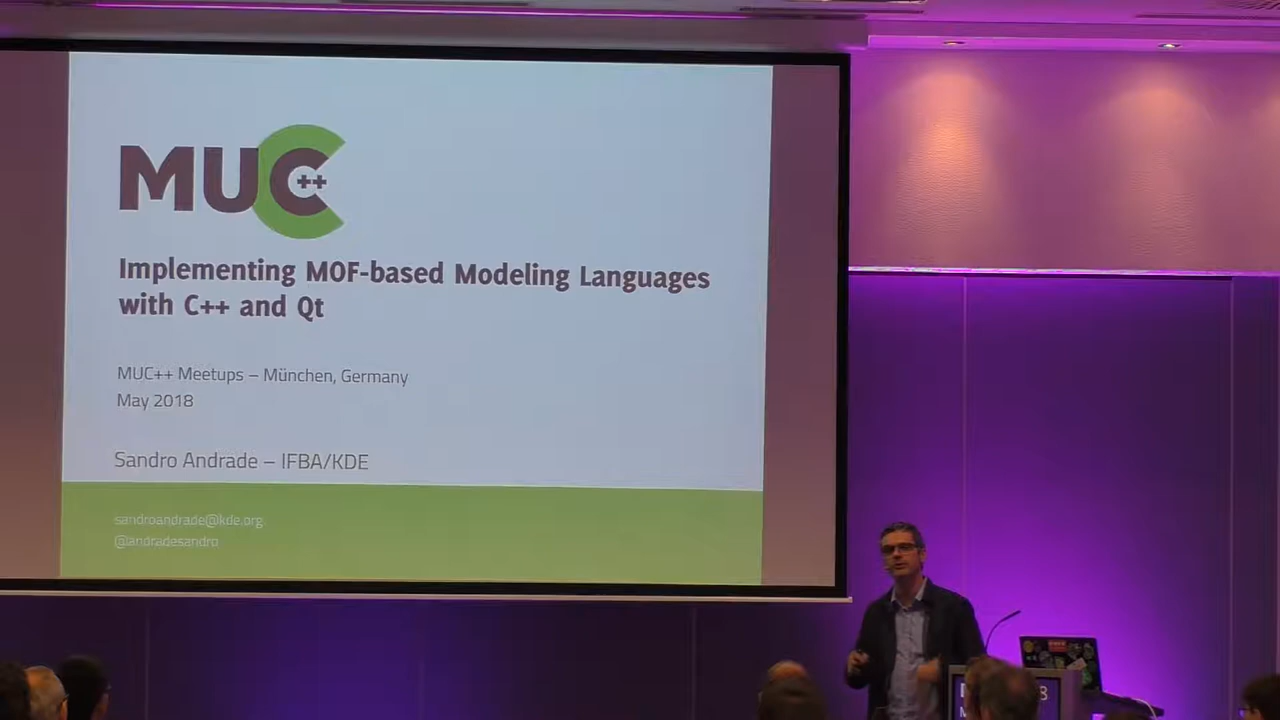 MUC++
Implementing MOF-based Modeling Languages
with C++ and Qt
MUC++ Meetups – München, Germany
May 2018
Sandro Andrade – IFBA/KDE
sandroandrade@kde.org
@andradesandro